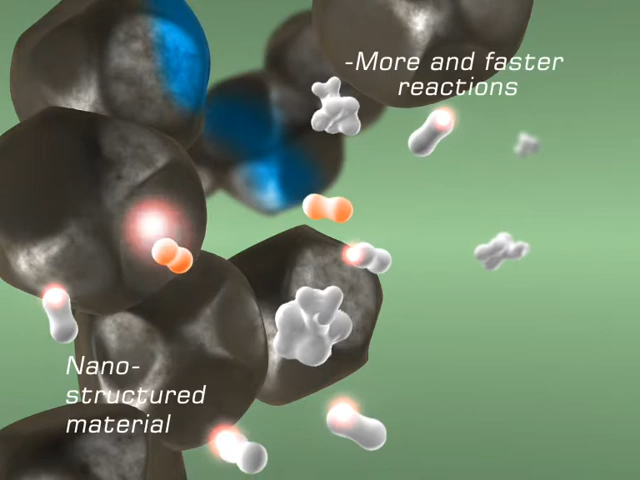 -More and faster
reactions
Nano-
structured
material